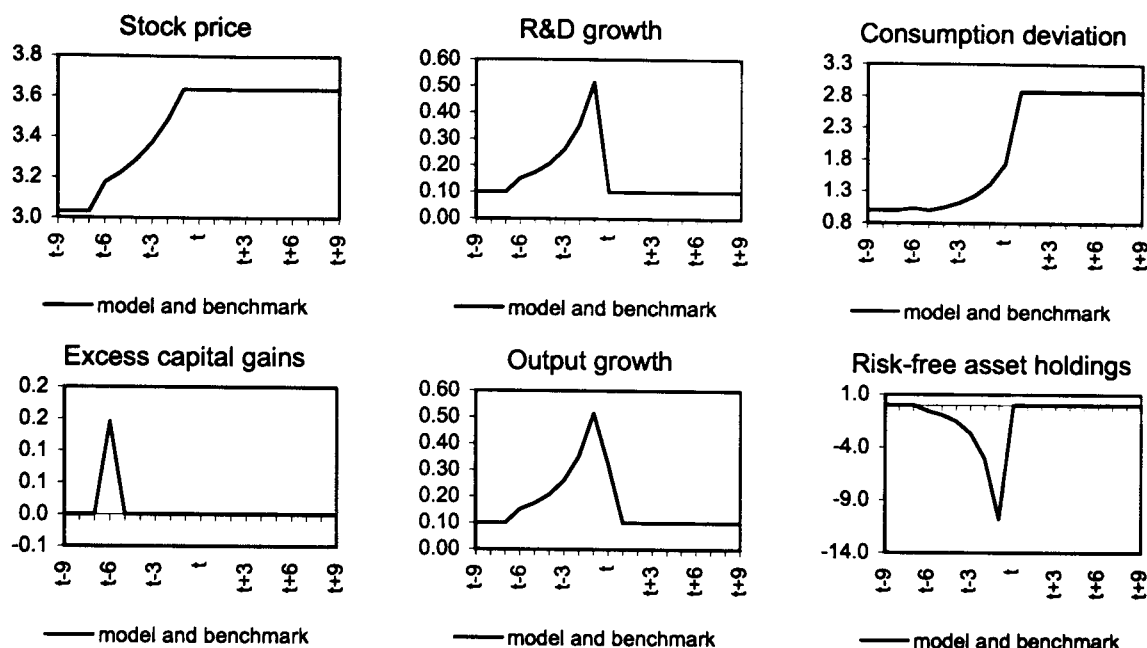 Stock price
3.8
3.6
3.4
3.2
3.0
t-9
t-6
t-3
t
t+3
t+6
t+9
model and benchmark
R&D growth
0.60
0.50
0.40
0.30
0.20
0.10
0.00
t-9
t-6
t-3
t
t+3
t+6
t+9
model and benchmark
Consumption deviation
3.3
2.8
2.3
1.8
1.3
0.8
t-9
t-6
t-3
t
t+3
t+6
t+9
model and benchmark
Excess capital gains
0.2
0.2
0.1
0.1
0.0
-0.1
t-9
t-6
t-3
t
t+3
t+6
t+9
model and benchmark
Output growth
0.60
0.50
0.40
0.30
0.20
0.10
0.00
t-9
t-6
t-3
t
t+3
t+6
t+9
model and benchmark
Risk-free asset holdings
1.0
-4.0
-9.0
-14.0
t-9
t-6
t-3
t
t+3
t+6
t+9
model and benchmark